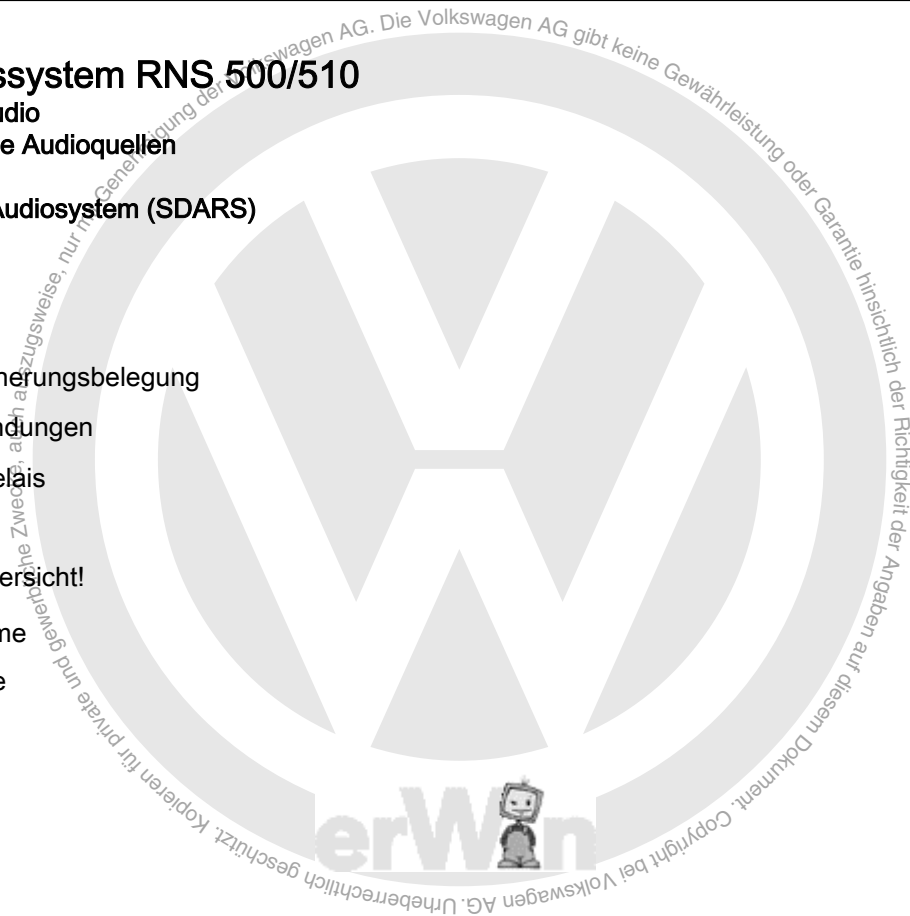 ssystem RNS 500/510
udio
e Audioquellen
Audiosystem (SDARS)
herungsbelegung
ndungen
elais
ersicht!
me
e
erWin
Urheberrechtlich geschützt. Kopieren für private und gewerbliche Zwecke, auch auszugsweise, nur mit Genehmigung der Volkswagen AG. Die Volkswagen AG gibt keine Gewährleistung oder Garantie hinsichtlich der Richtigkeit der Angaben auf diesem Dokument. Copyright bei Volkswagen AG.